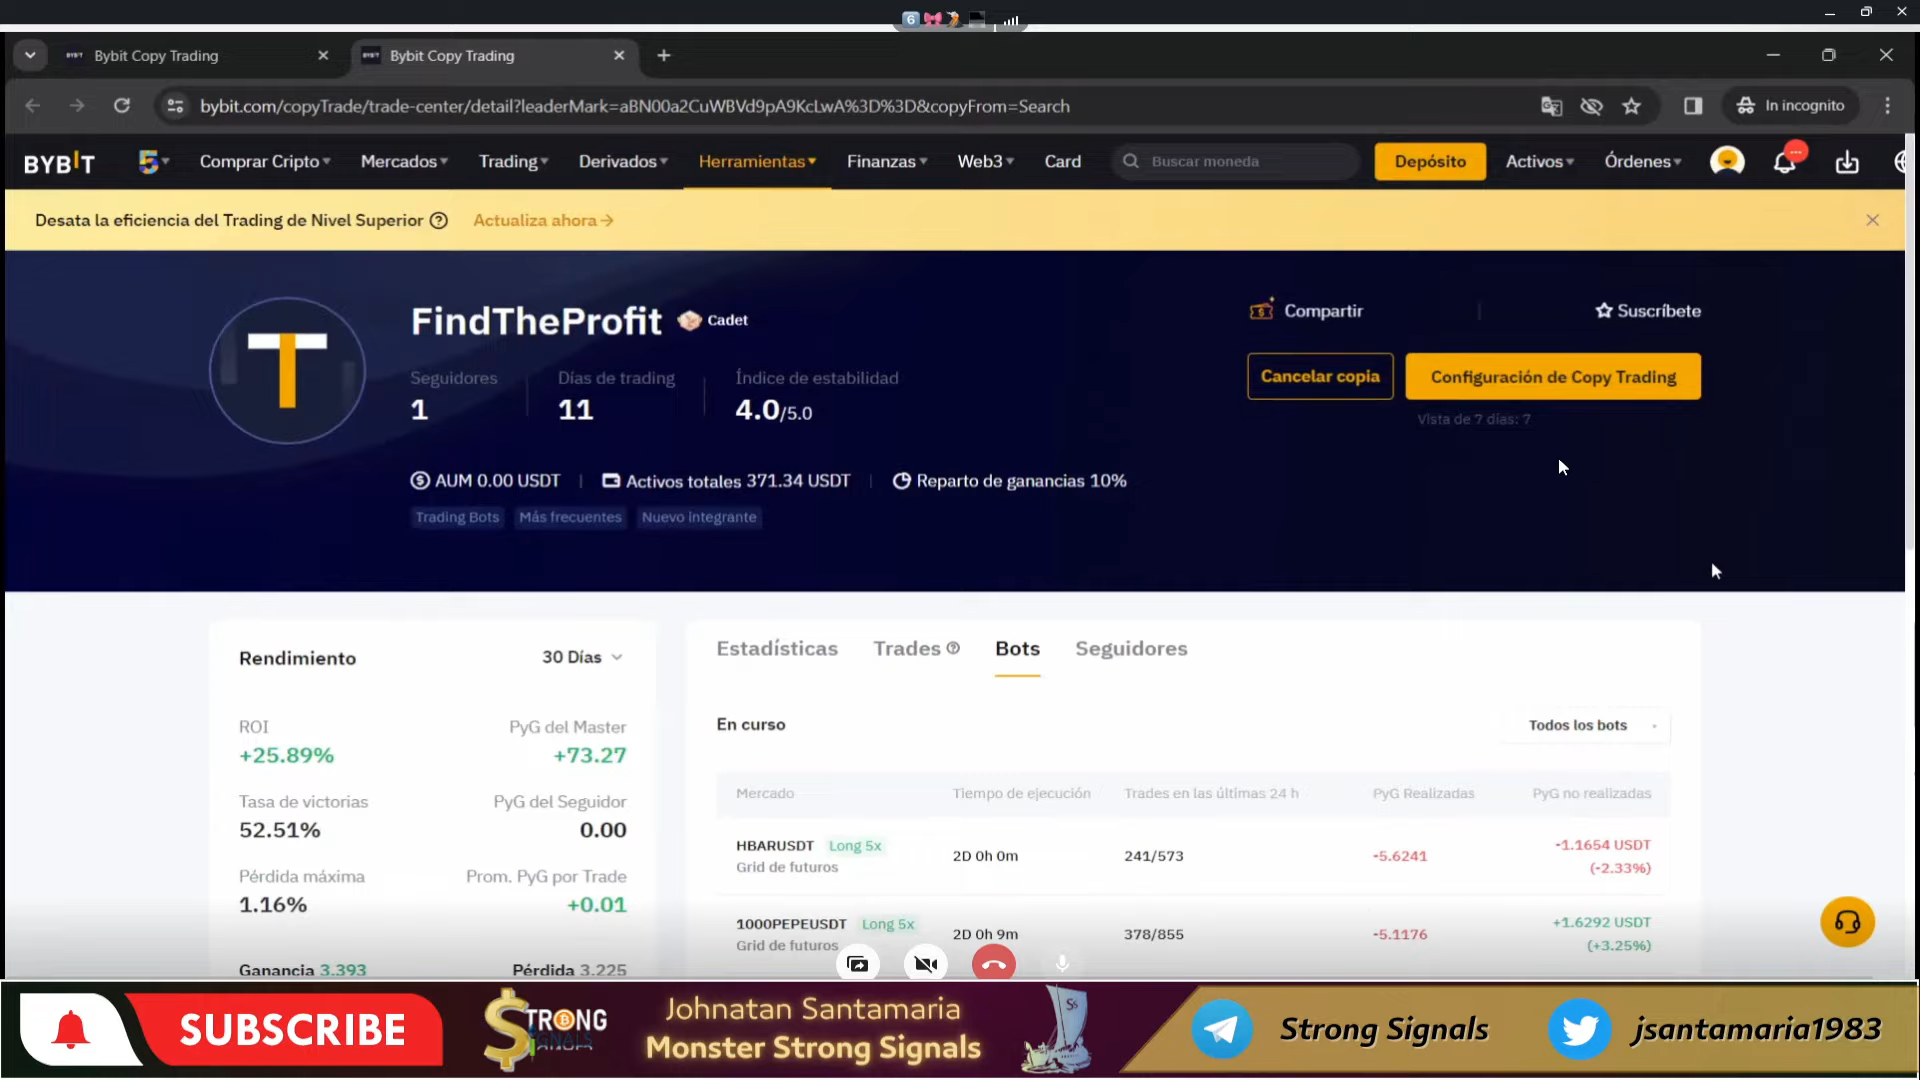 6
Bybit Copy Trading
Bybit Copy Trading
bybit.com/copyTrade/trade-center/detail?leaderMark=aBN00a2CuWBVd9pA9KcLwA%3D%3D&copyFrom=Search
In incognito
BYBIT
5
Comprar Cripto
Mercados
Trading
Derivados
Herramientas
Finanzas
Web3
Card
Buscar moneda
Depósito
Activos
Órdenes
Desata la eficiencia del Trading de Nivel Superior
Actualiza ahora
FindTheProfit
Cadet
Compartir
Suscríbete
Cancelar copia
Configuración de Copy Trading
Vista de 7 días: 7
Seguidores
Días de trading
Índice de estabilidad
1
11
4.0/5.0
AUM 0.00 USDT
Activos totales 371.34 USDT
Reparto de ganancias 10%
Trading Bots
Más frecuentes
Nuevo integrante
Rendimiento
30 Días
ROI
PyG del Master
+25.89%
+73.27
Tasa de victorias
PyG del Seguidor
52.51%
0.00
Pérdida máxima
Prom. PyG por Trade
1.16%
+0.01
Ganancia 3.393
Pérdida 3.225
Estadísticas
Trades
Bots
Seguidores
En curso
Todos los bots
Mercado
Tiempo de ejecución
Trades en las últimas 24 h
PyG Realizadas
PyG no realizadas
HBARUSDT Long 5x
Grid de futuros
2D 0h 0m
241/573
-5.6241
-1.1654 USDT
(-2.33%)
1000PEPEUSDT Long 5x
Grid de futuros
2D 0h 9m
378/855
-5.1176
+1.6292 USDT
(+3.25%)
SUBSCRIBE
STRONG
SIGNALS
Johnatan Santamaria
Monster Strong Signals
Strong Signals
jsantamaria1983